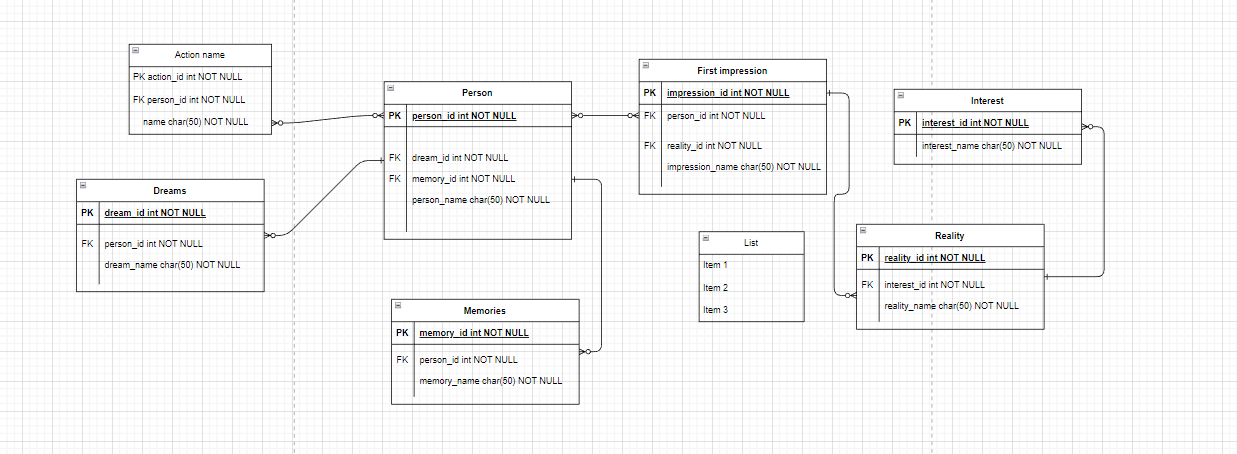 Action name
PK action_id int NOT NULL
FK person_id int NOT NULL
name char(50) NOT NULL
Person
PK person_id int NOT NULL
FK dream_id int NOT NULL
FK memory_id int NOT NULL
person_name char(50) NOT NULL
First impression
PK impression_id int NOT NULL
FK person_id int NOT NULL
FK reality_id int NOT NULL
impression_name char(50) NOT NULL
Interest
PK interest_id int NOT NULL
interest_name char(50) NOT NULL
Dreams
PK dream_id int NOT NULL
FK person_id int NOT NULL
dream_name char(50) NOT NULL
List
Item 1
Item 2
Item 3
Reality
PK reality_id int NOT NULL
FK interest_id int NOT NULL
reality_name char(50) NOT NULL
Memories
PK memory_id int NOT NULL
FK person_id int NOT NULL
memory_name char(50) NOT NULL